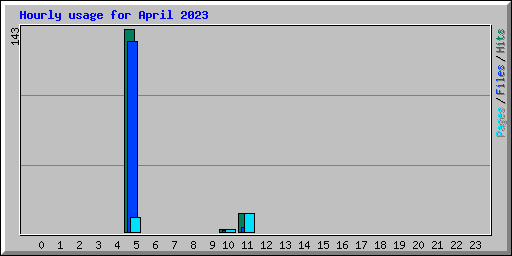 Hourly usage for April 2023
143
Pages/Files/Hits
0 1 2 3 4 5 6 7 8 9 10 11 12 13 14 15 16 17 18 19 20 21 22 23